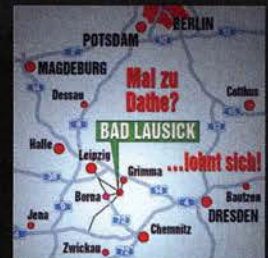 BERLIN
POTSDAM
MAGDEBURG
Mal zu
Dathe?
Dessau
Cottbus
BAD LAUSICK
Halle
Leipzig
Grimma
...lohnt sich!
Borna
Bautzen
DRESDEN
Jena
Chemnitz
Zwickau